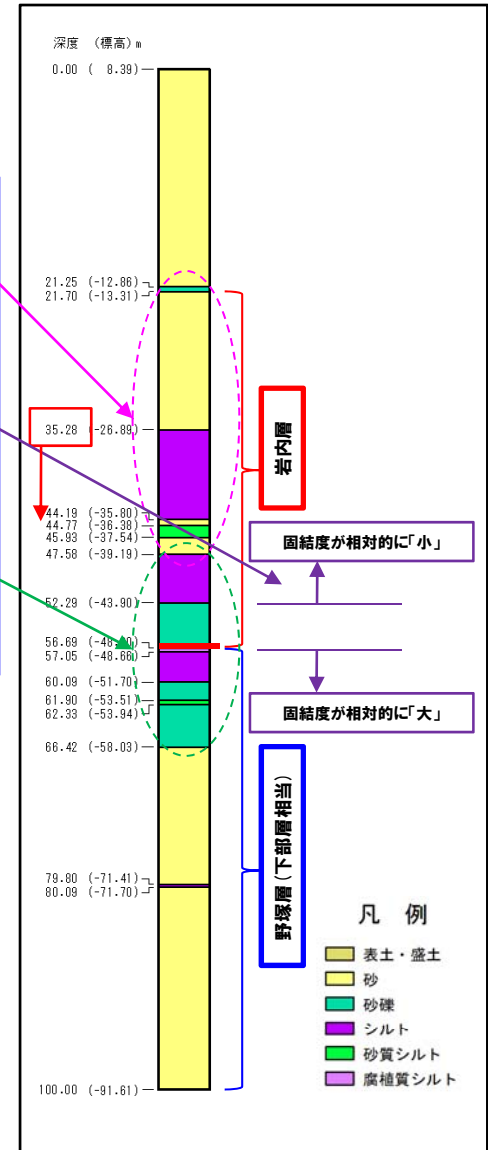 深度 (標高)m
0.00 ( 8.39)
21.25 (-12.86)
21.70 (-13.31)
35.28 (-26.89)
44.19 (-35.80)
44.77 (-36.38)
45.93 (-37.54)
47.58 (-39.19)
52.29 (-43.90)
56.69 (-48.30)
57.05 (-48.66)
60.09 (-51.70)
61.90 (-53.51)
62.33 (-53.94)
66.42 (-58.03)
79.80 (-71.41)
80.09 (-71.70)
100.00 (-91.61)
岩内層
固結度が相対的に「小」
固結度が相対的に「大」
野塚層(下部層相当)
凡 例
表土・盛土
砂
砂礫
シルト
砂質シルト
腐植質シルト